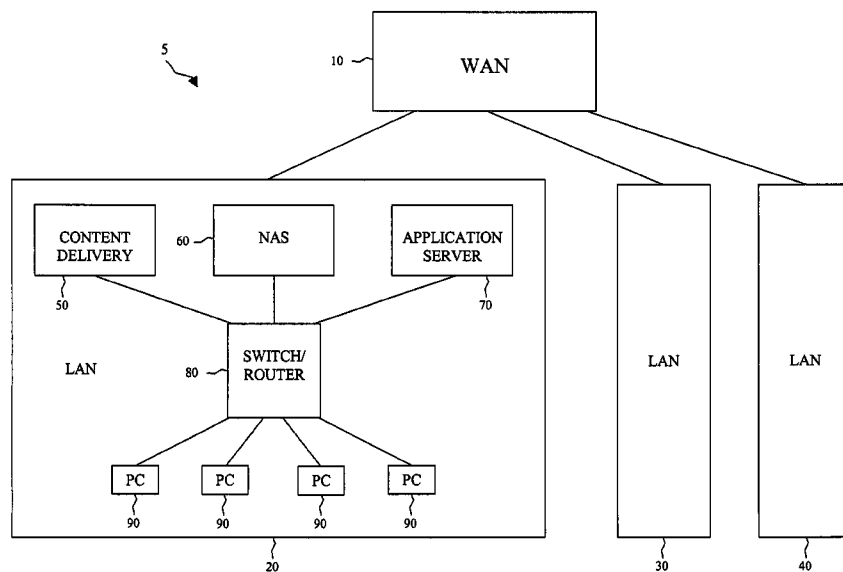 5
10
WAN
CONTENT
DELIVERY
50
60
NAS
APPLICATION
SERVER
70
LAN
80
SWITCH/
ROUTER
LAN
LAN
PC
PC
PC
PC
90
90
90
90
20
30
40